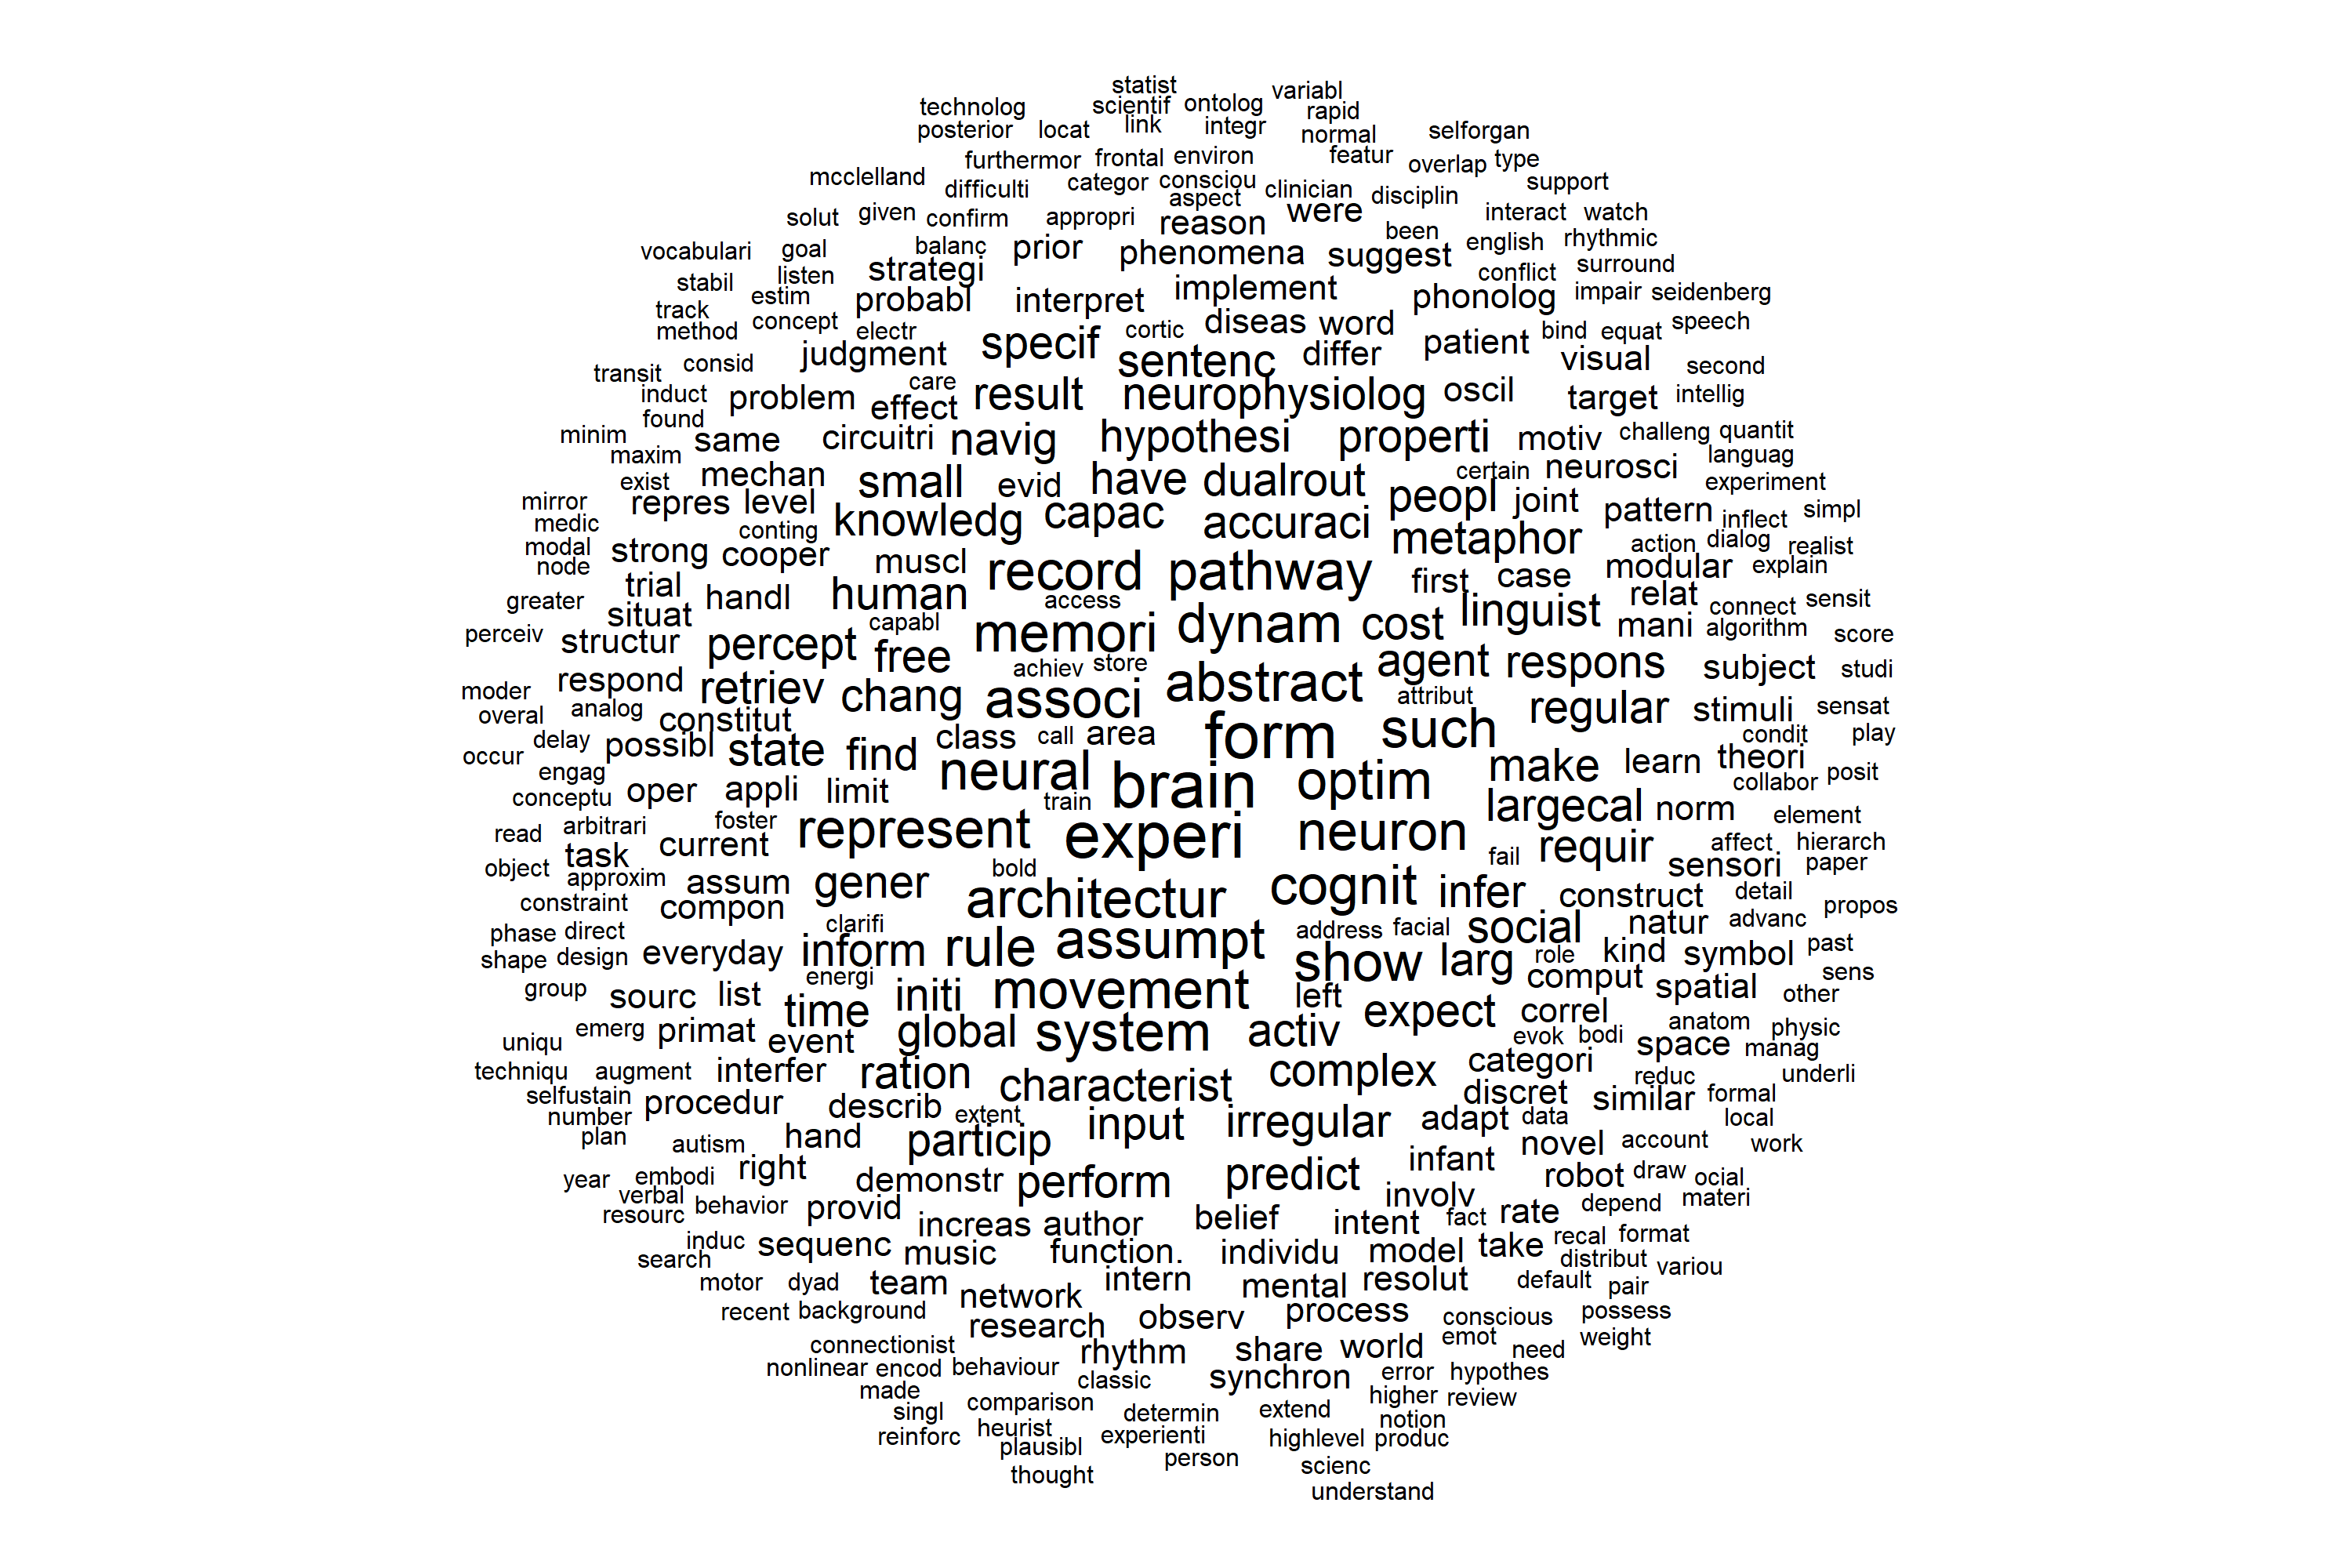 statist
technolog scientif ontolog variabl
rapid
posterior locat link integr normal selforgan
furthermor frontal environ featur overlap type
mcclelland difficulti categor consciou clinician disciplin support
aspect
solut given confirm appropri reason were interact watch
been
vocabulari goal balanc prior phenomena suggest english rhythmic
stabil listen strategi conflict surround
track estim probabl interpret implement phonolog impair seidenberg
method concept electr cortic diseas word bind equat speech
transit consid judgment specif sentenc differ patient visual second
care
induct problem effect result neurophysiolog oscil target intellig
found
minim same circuitri navig hypothesi properti motiv challeng quantit
maxim languag
exist mechan small evid have dualrout certain neurosci experiment
mirror repres level peopl joint
medic conting knowledg capac accuraci pattern inflect simpl
modal strong cooper muscl metaphor action dialog realist
node record pathway first case modular explain
greater trial handl human access relat connect sensit
situat
perceiv structur percept capabl memori dynam cost linguist mani algorithm score
free achiev store
moder respond retriev chang associ abstract agent respons subject studi
attribut
overal analog constitut form such regular stimuli sensat
occur delay possibl state find class call area condit play
engag neural brain optim make learn theori
conceptu oper appli limit train collabor posit
read arbitrari foster represent experi neuron largecal norm element
object task current bold fail requir affect hierarch
approxim assum gener sensori paper
constraint compon architectur cognit infer construct detail propos
phase direct clarifi address facial social natur advanc
shape design everyday inform rule assumpt show larg role kind symbol past
group sourc list energi initi movement left comput spatial sens
other
uniqu emerg primat time global system activ expect correl anatom physic
event evok bodi space manag
techniqu augment interfer ration characterist complex categori reduc underli
selfsustain procedur describ extent discret similar formal
number
plan autism hand particip input irregular adapt data novel account local
work
year embodi right demonstr perform predict infant robot draw ocial
verbal
resourc behavior provid involv depend materi
induc sequenc increas author belief intent fact rate recal format
search music function. individu model take distribut variou
motor dyad team intern mental resolut default pair
recent background network observ process conscious possess
connectionist research rhythm share world emot need weight
nonlinear encod behaviour classic synchron error hypothes
made comparison higher review
singl determin extend notion
reinforc heurist experienti highlevel produc
plausibl person
thought scienc
understand